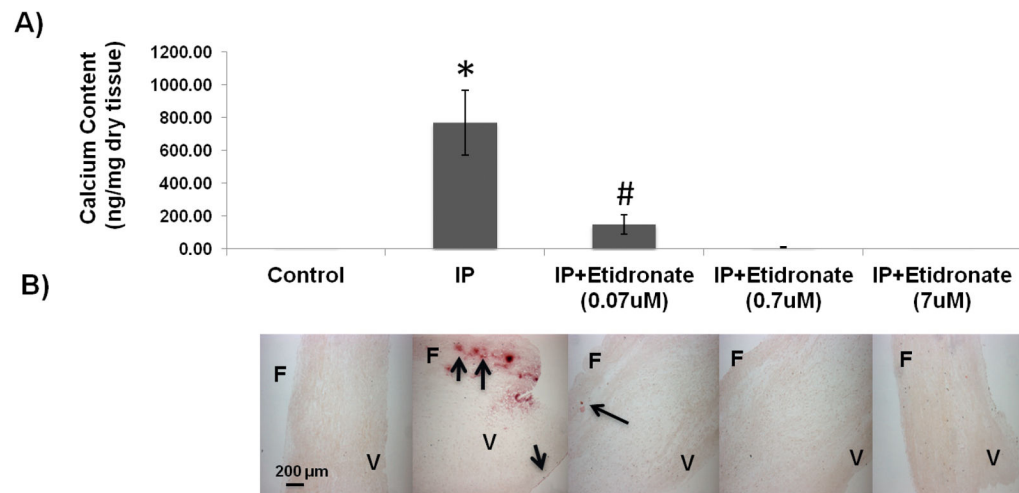 A)
Calcium Content
(ng/mg dry tissue)
1200.00
1000.00
800.00
600.00
400.00
200.00
0.00
*
#
Control
IP
IP+Etidronate
(0.07uM)
IP+Etidronate
(0.7uM)
IP+Etidronate
(7uM)
B)
F
V
200 µm
F
V
F
V
F
V
F
V